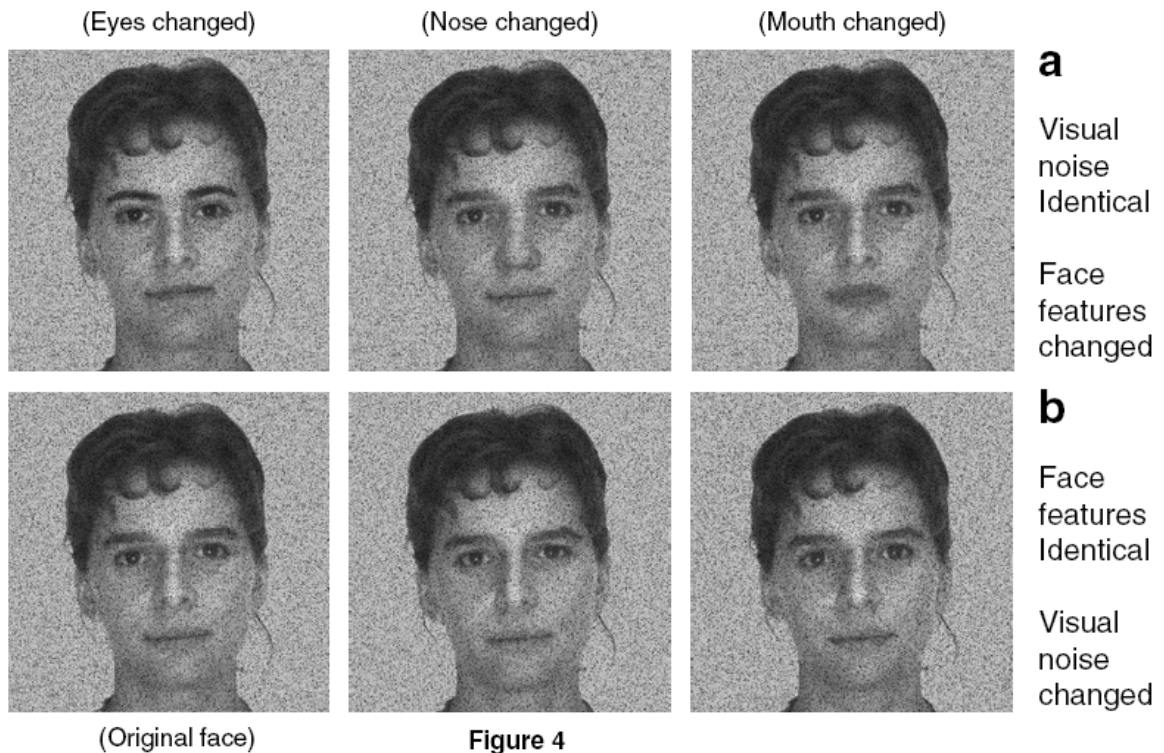 (Eyes changed)
(Nose changed)
(Mouth changed)
a
Visual
noise
Identical
Face
features
changed
b
Face
features
Identical
Visual
noise
changed
(Original face)
Figure 4